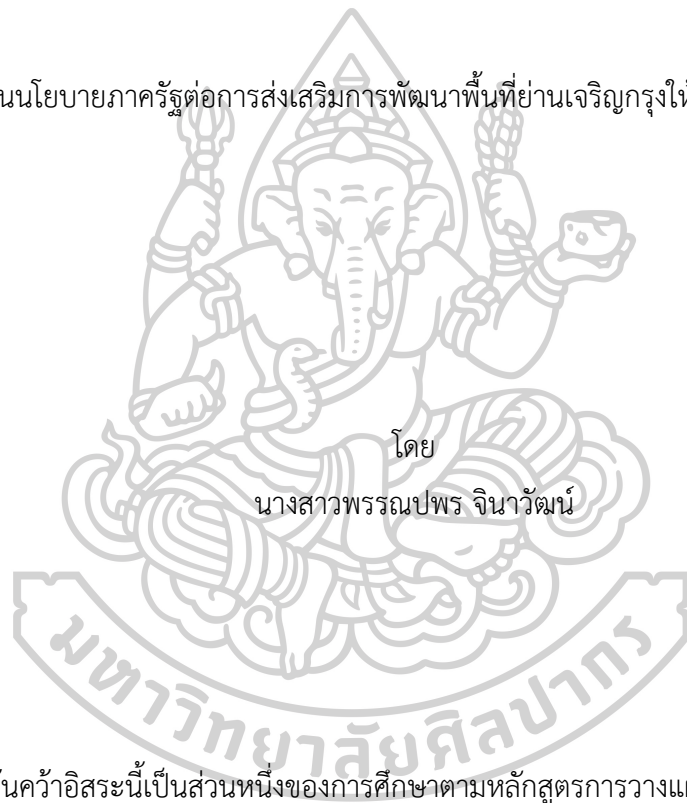 นนโยบายภาครัฐต่อการส่งเสริมการพัฒนาพื้นที่ย่านเจริญกรุงให้
โดย
นางสาวพรรณปพร จินาวัฒน์
มหาวิทยาลัยศิลปากร
นคว้าอิสระนี้เป็นส่วนหนึ่งของการศึกษาตามหลักสูตรการวางแ